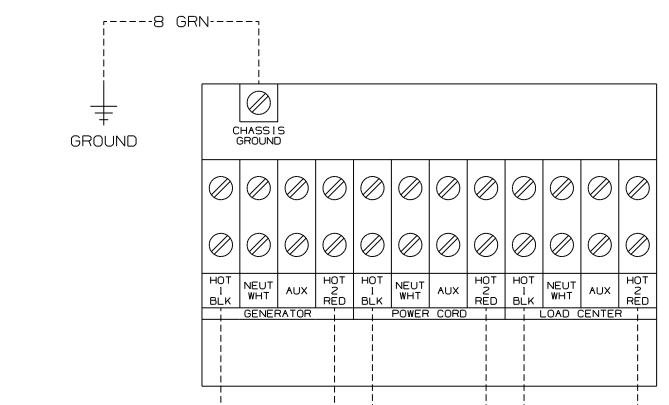 8 GRN
GROUND
CHASSIS
GROUND
HOT 1 BLK
NEUT WHT
AUX
HOT 2 RED
HOT 1 BLK
NEUT WHT
AUX
HOT 2 RED
HOT 1 BLK
NEUT WHT
AUX
HOT 2 RED
GENERATOR
POWER CORD
LOAD CENTER